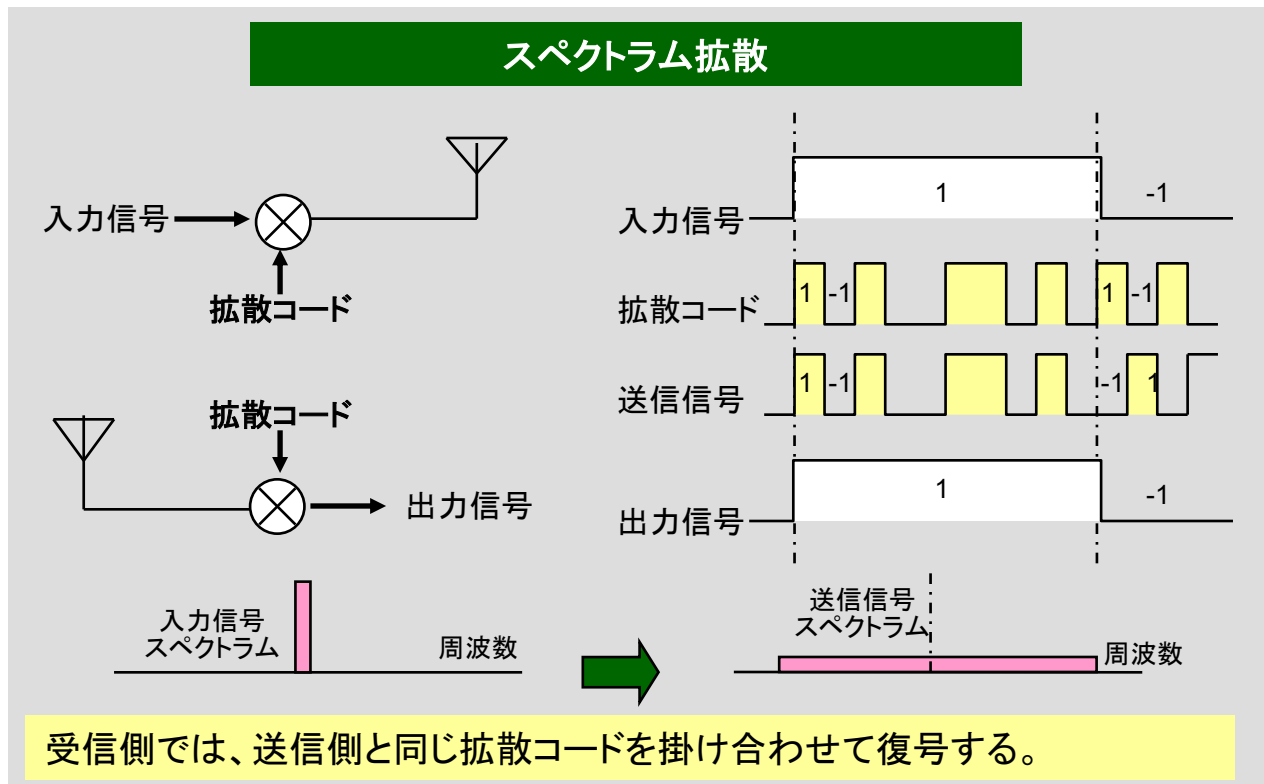 スペクトラム拡散
入力信号
拡散コード
拡散コード
出力信号
入力信号
1
-1
拡散コード
1
-1
1
-1
送信信号
1
-1
-1
1
出力信号
1
-1
入力信号
スペクトラム
周波数
送信信号
スペクトラム
周波数
受信側では、送信側と同じ拡散コードを掛け合わせて復号する。